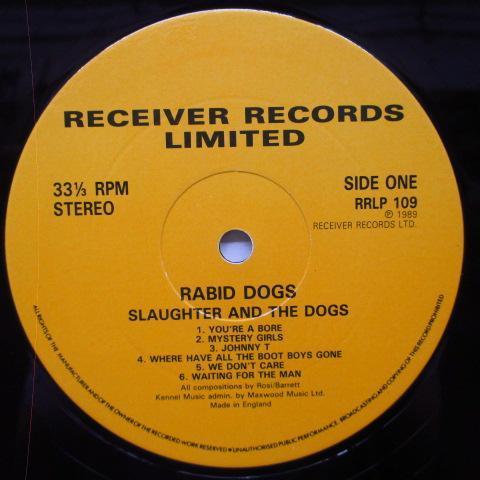 RECEIVER RECORDS
LIMITED
33⅓ RPM
STEREO
SIDE ONE
RRLP 109
℗ 1989
RECEIVER RECORDS LTD.
RABID DOGS
SLAUGHTER AND THE DOGS
1. YOU'RE A BORE
2. MYSTERY GIRLS
3. JOHNNY T
4. WHERE HAVE ALL THE BOOT BOYS GONE
5. WE DON'T CARE
6. WAITING FOR THE MAN
All compositions by Rosi/Barrett
Kennel Music admin. by Maxwood Music Ltd.
Made in England
ALL RIGHTS OF THE MANUFACTURER AND OF THE OWNER OF THE RECORDED WORK RESERVED • UNAUTHORISED PUBLIC PERFORMANCE, BROADCASTING AND COPYING OF THIS RECORD PROHIBITED